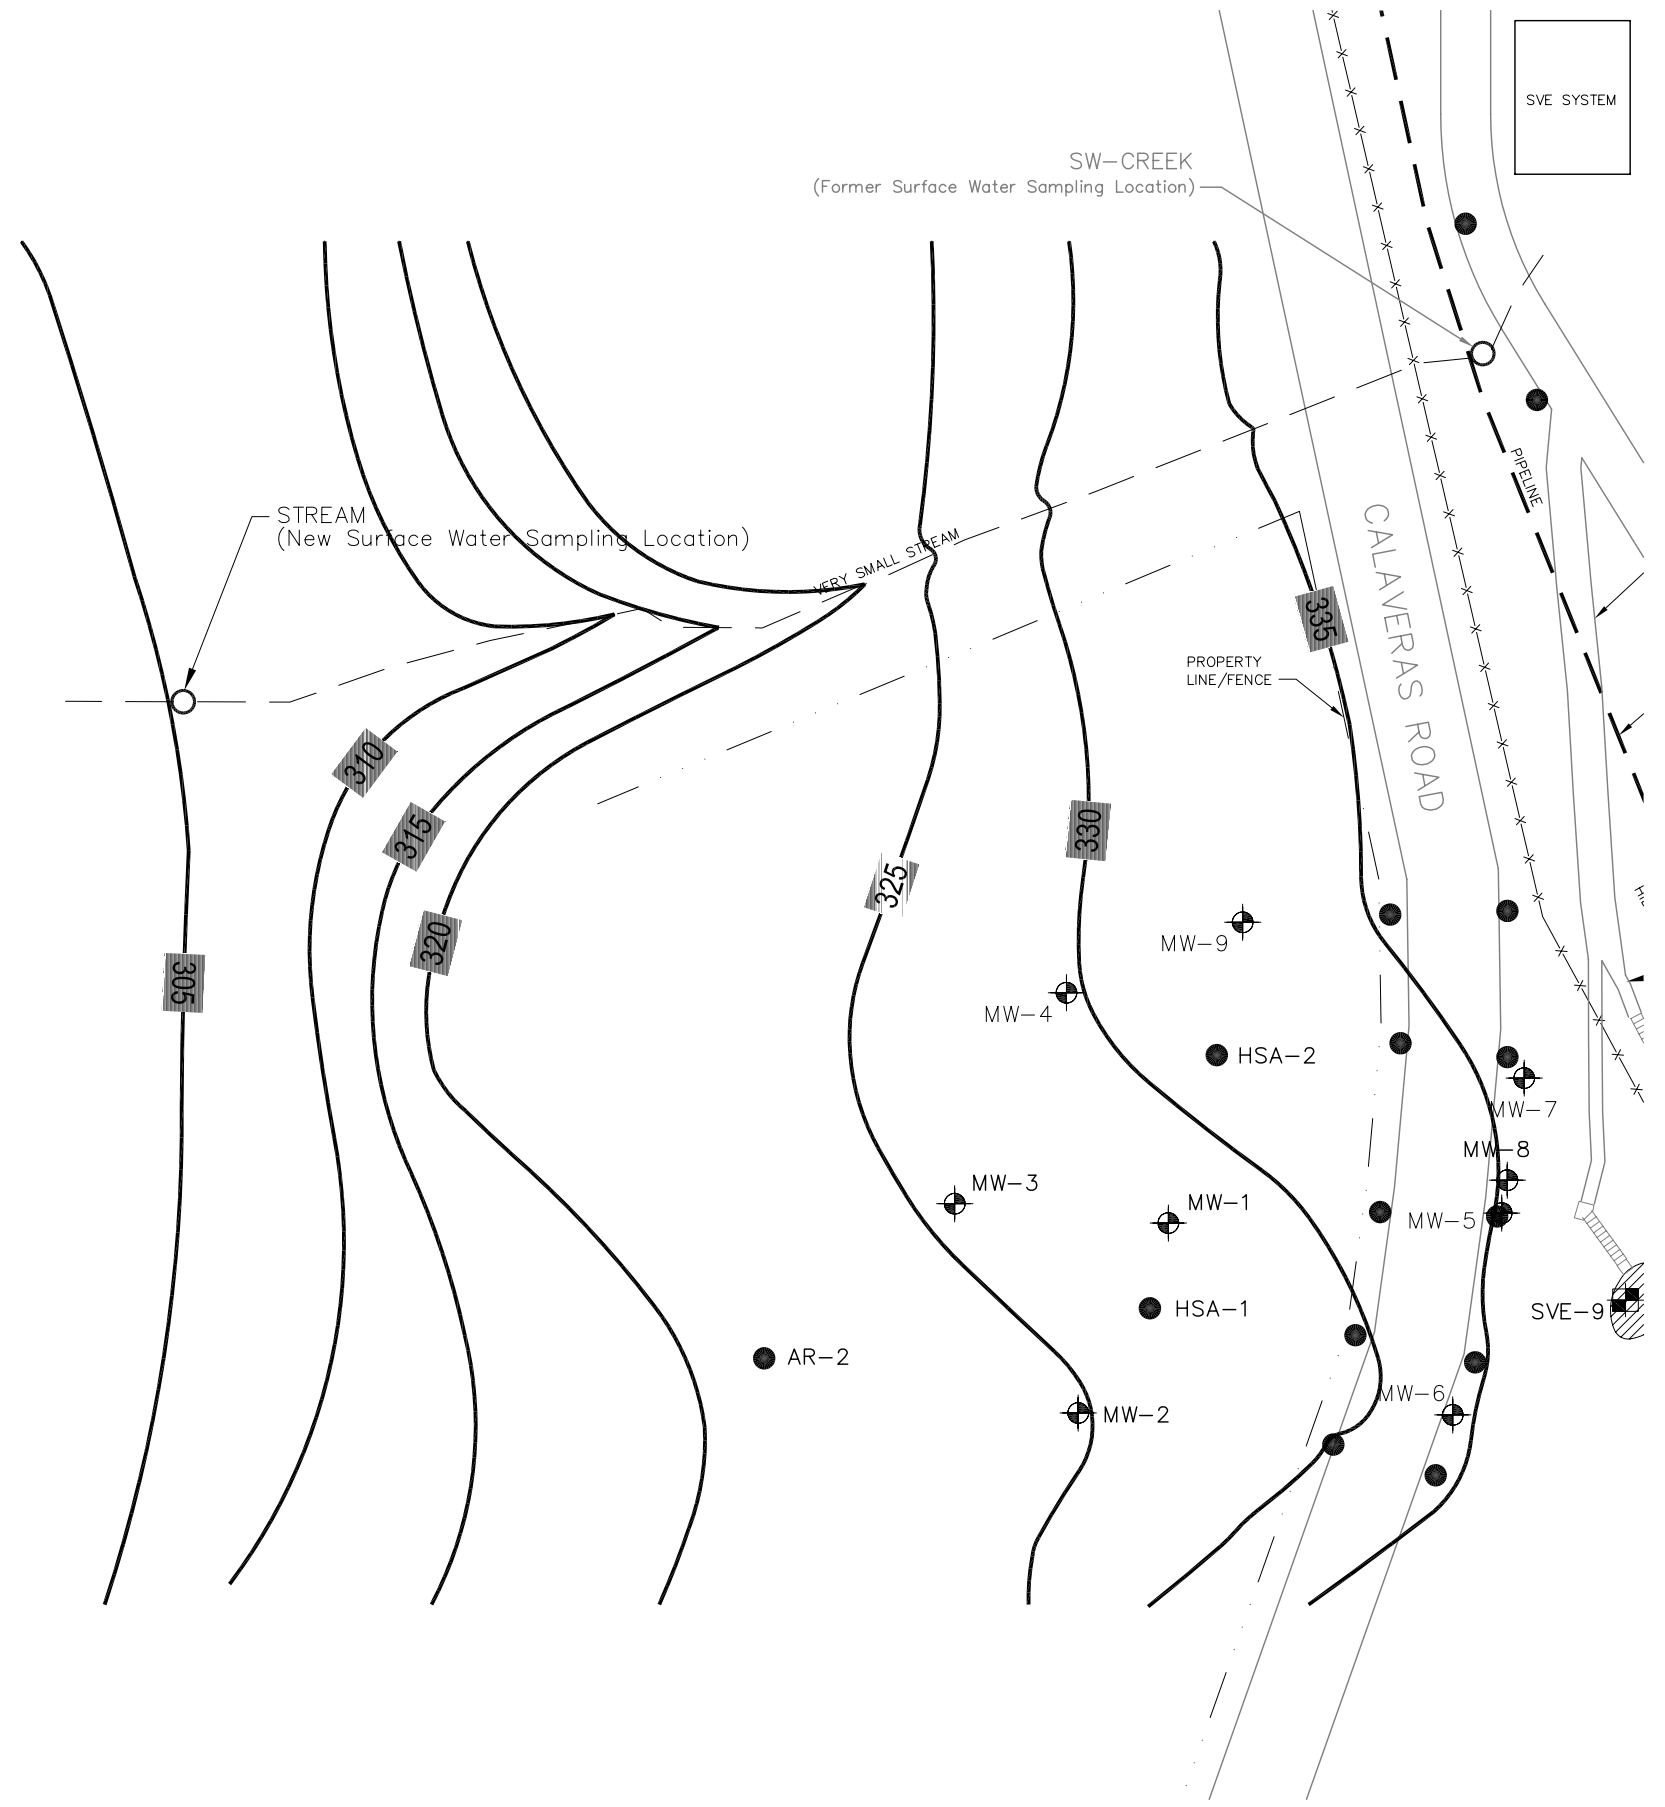 SVE SYSTEM
SW-CREEK
(Former Surface Water Sampling Location)
PIPELINE
STREAM
(New Surface Water Sampling Location)
VERY SMALL STREAM
CALAVERAS ROAD
335
PROPERTY
LINE/FENCE
310
315
330
325
320
305
MW-9
MW-4
HSA-2
MW-7
MW-8
MW-3
MW-1
MW-5
HSA-1
SVE-9
AR-2
MW-6
MW-2